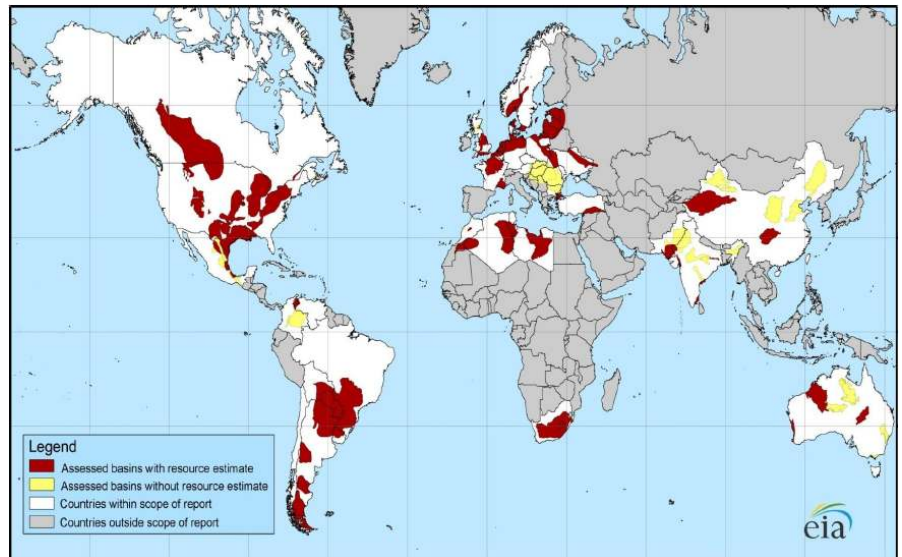 Legend
Assessed basins with resource estimate
Assessed basins without resource estimate
Countries within scope of report
Countries outside scope of report
eia